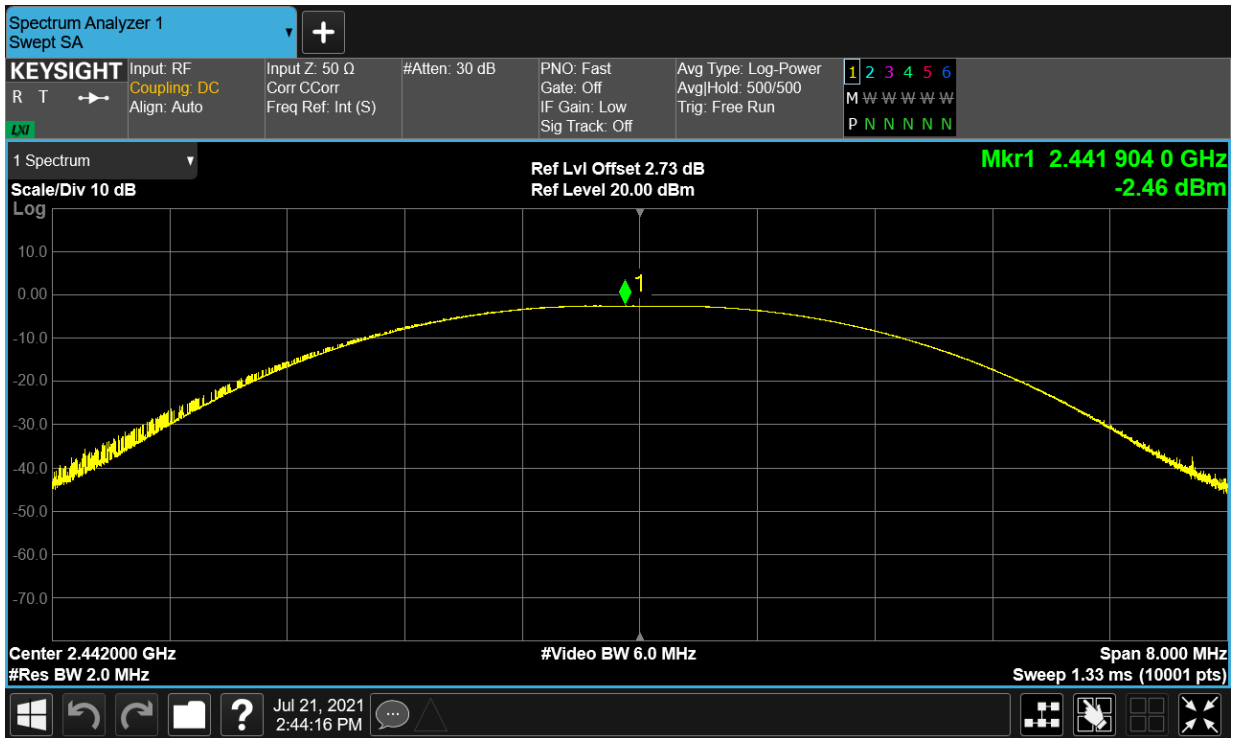 Spectrum Analyzer 1
Swept SA
KEYSIGHT
R T
LXI
Input: RF
Coupling: DC
Align: Auto
Input Z: 50 Ω
Corr CCorr
Freq Ref: Int (S)
#Atten: 30 dB
PNO: Fast
Gate: Off
IF Gain: Low
Sig Track: Off
Avg Type: Log-Power
Avg|Hold: 500/500
Trig: Free Run
1 2 3 4 5 6
M W W W W W
P N N N N N
1 Spectrum
Scale/Div 10 dB
Log
Ref Lvl Offset 2.73 dB
Ref Level 20.00 dBm
Mkr1 2.441 904 0 GHz
-2.46 dBm
10.0
0.00
-10.0
-20.0
-30.0
-40.0
-50.0
-60.0
-70.0
1
Center 2.442000 GHz
#Res BW 2.0 MHz
#Video BW 6.0 MHz
Span 8.000 MHz
Sweep 1.33 ms (10001 pts)
?
Jul 21, 2021
2:44:16 PM